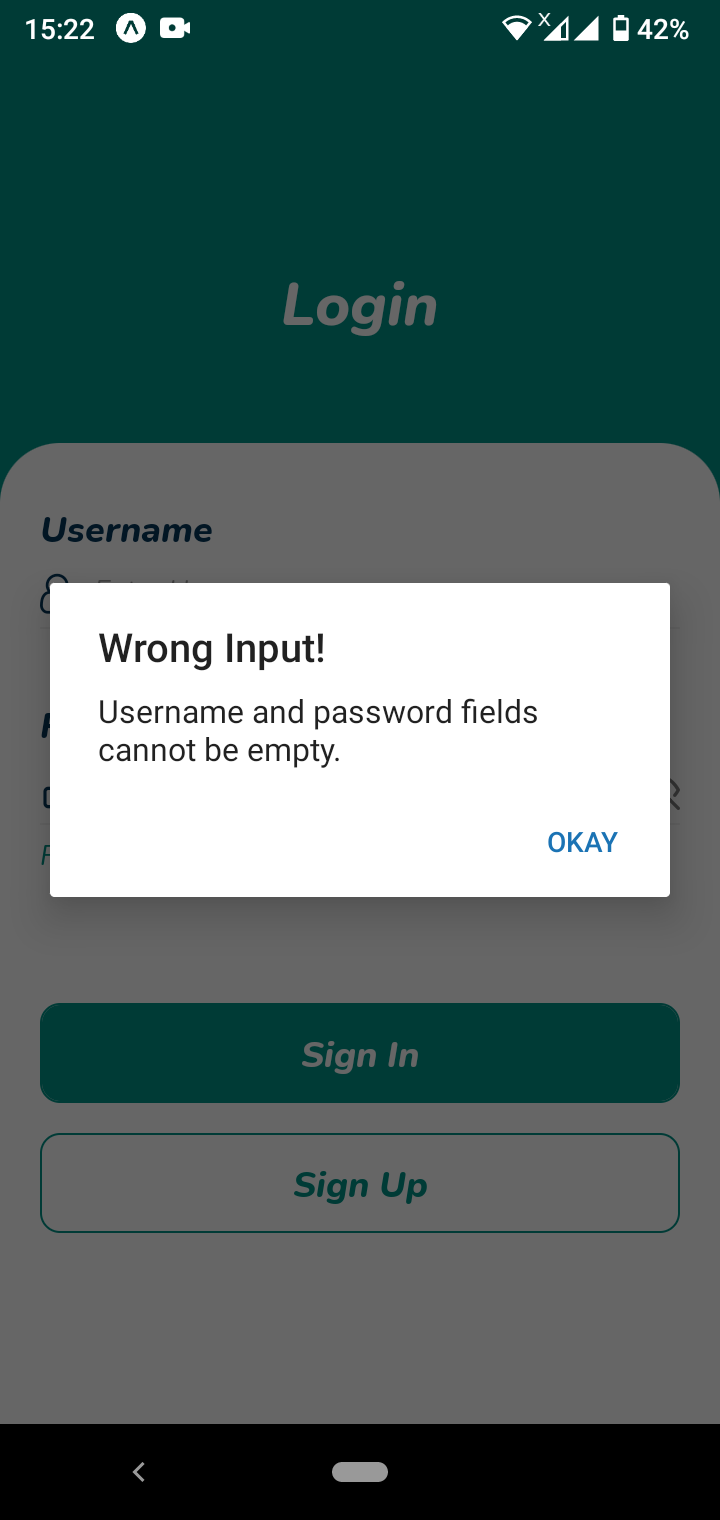 15:22
X
42%
Login
Username
Wrong Input!
Username and password fields
cannot be empty.
OKAY
Sign In
Sign Up